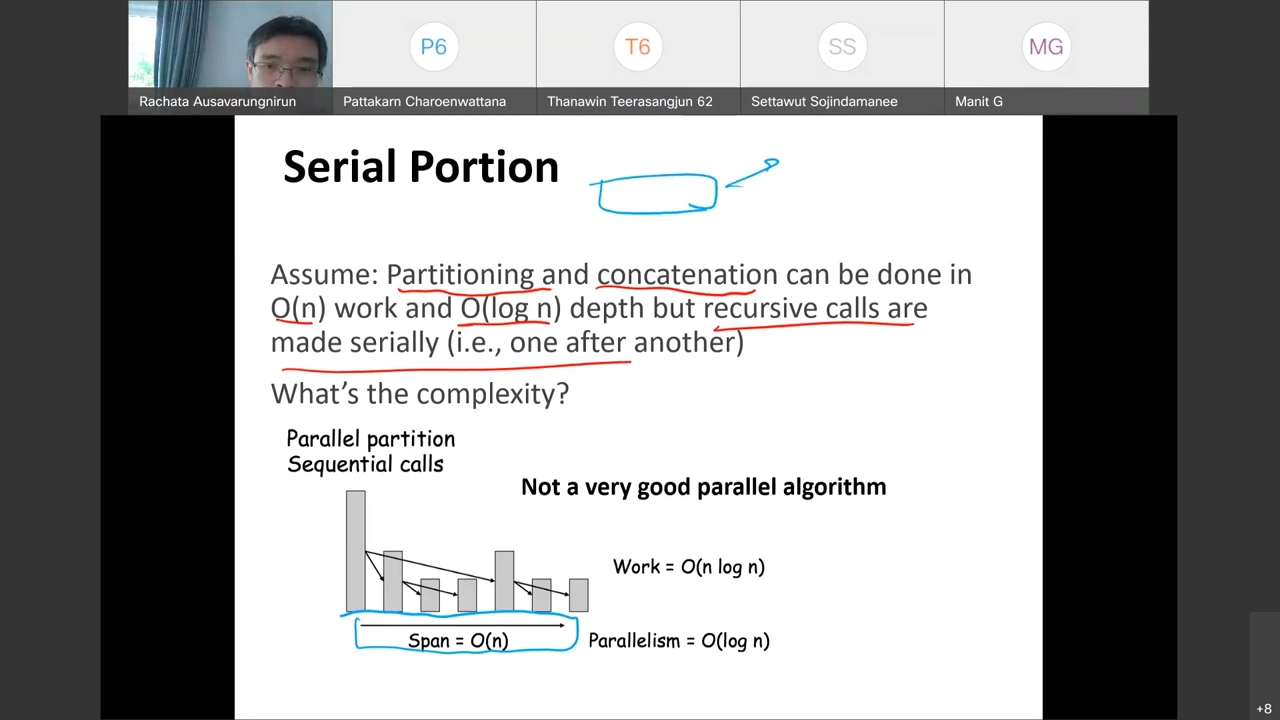 P6
T6
SS
MG
Rachata Ausavarungnirun
Pattakarn Charoenwattana
Thanawin Teerasangjun 62
Settawut Sojindamanee
Manit G
Serial Portion
Assume: Partitioning and concatenation can be done in
O(n) work and O(log n) depth but recursive calls are
made serially (i.e., one after another)
What's the complexity?
Parallel partition
Sequential calls
Not a very good parallel algorithm
Work = O(n log n)
Span = O(n)
Parallelism = O(log n)
+8